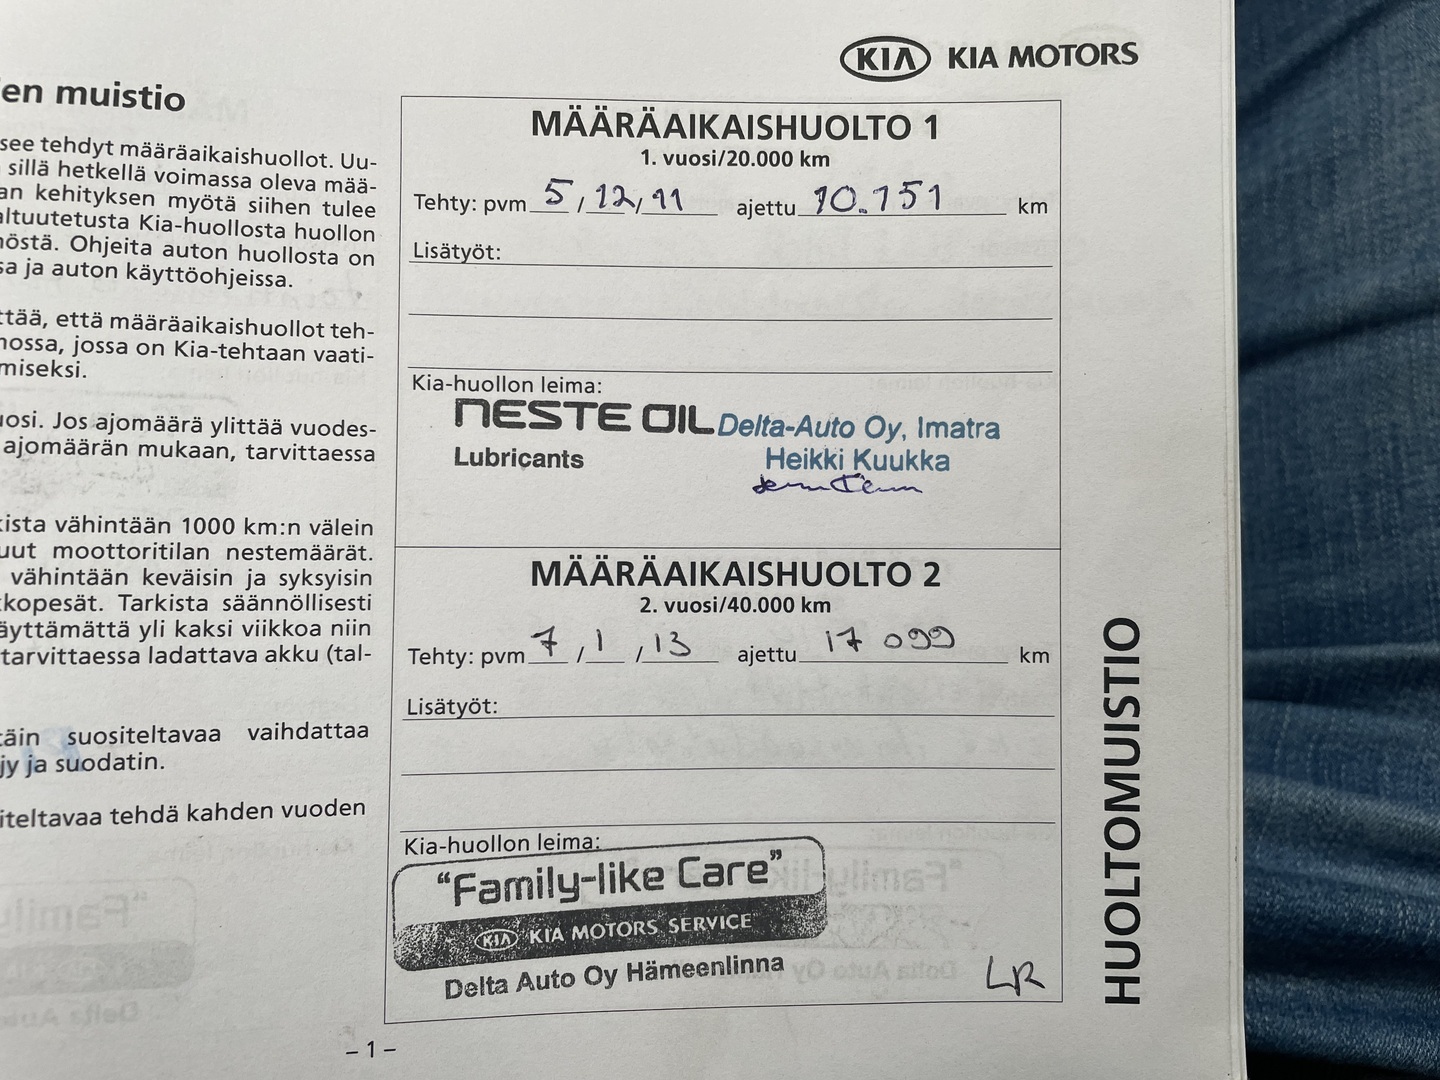 KIA KIA MOTORS
en muistio
see tehdyt määräaikaishuollot. Uu-
sillä hetkellä voimassa oleva mää-
an kehityksen myötä siihen tulee
altuutetusta Kia-huollosta huollon
nöstä. Ohjeita auton huollosta on
sa ja auton käyttöohjeissa.
ttää, että määräaikaishuollot teh-
nossa, jossa on Kia-tehtaan vaati-
miseksi.
uosi. Jos ajomäärä ylittää vuodes-
ajomäärän mukaan, tarvittaessa
kista vähintään 1000 km:n välein
uut moottoritilan nestemäärät.
vähintään keväisin ja syksyisin
kkopesät. Tarkista säännöllisesti
äyttämättä yli kaksi viikkoa niin
tarvittaessa ladattava akku (tal-
täin suositeltavaa vaihdattaa
jy ja suodatin.
iteltavaa tehdä kahden vuoden
MÄÄRÄAIKAISHUOLTO 1
1. vuosi/20.000 km
Tehty: pvm 5 / 12 / 11 ajettu 10.151 km
Lisätyöt:
Kia-huollon leima:
NESTE OIL Delta-Auto Oy, Imatra
Lubricants Heikki Kuukka
MÄÄRÄAIKAISHUOLTO 2
2. vuosi/40.000 km
Tehty: pvm 7 / 1 / 13 ajettu 17 099 km
Lisätyöt:
Kia-huollon leima:
"Family-like Care"
KIA KIA MOTORS SERVICE
Delta Auto Oy Hämeenlinna
LR
HUOLTOMUISTIO
– 1 –